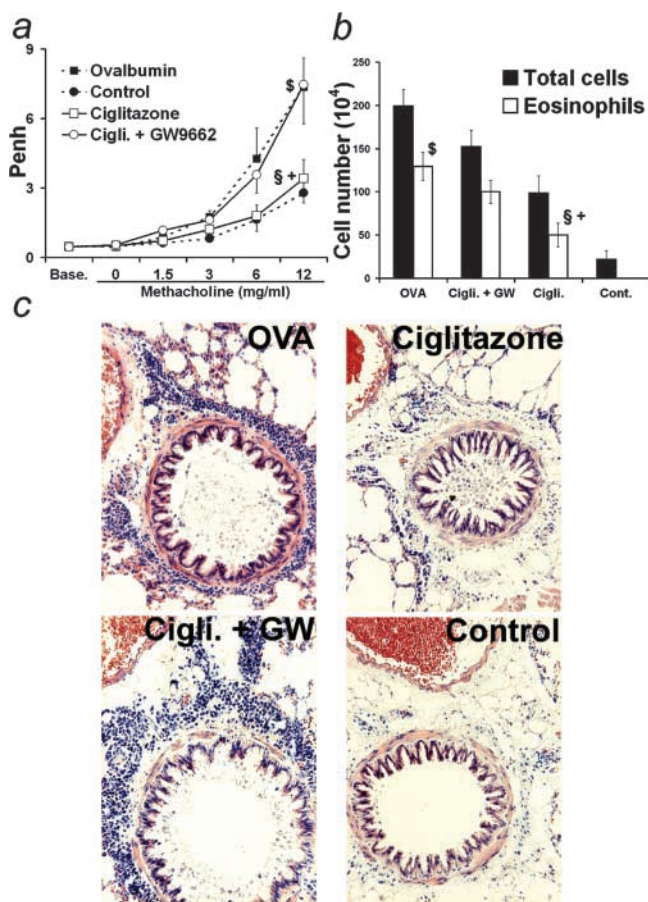 a
9
6
3
0
Penh
Ovalbumin
Control
Ciglitazone
Cigli. + GW9662
$
§ +
Base. 0 1.5 3 6 12
Methacholine (mg/ml)
b
250
200
150
100
50
0
Cell number (10⁴)
Total cells
Eosinophils
$
§ +
OVA Cigli. + GW Cigli. Cont.
c
OVA
Ciglitazone
Cigli. + GW
Control